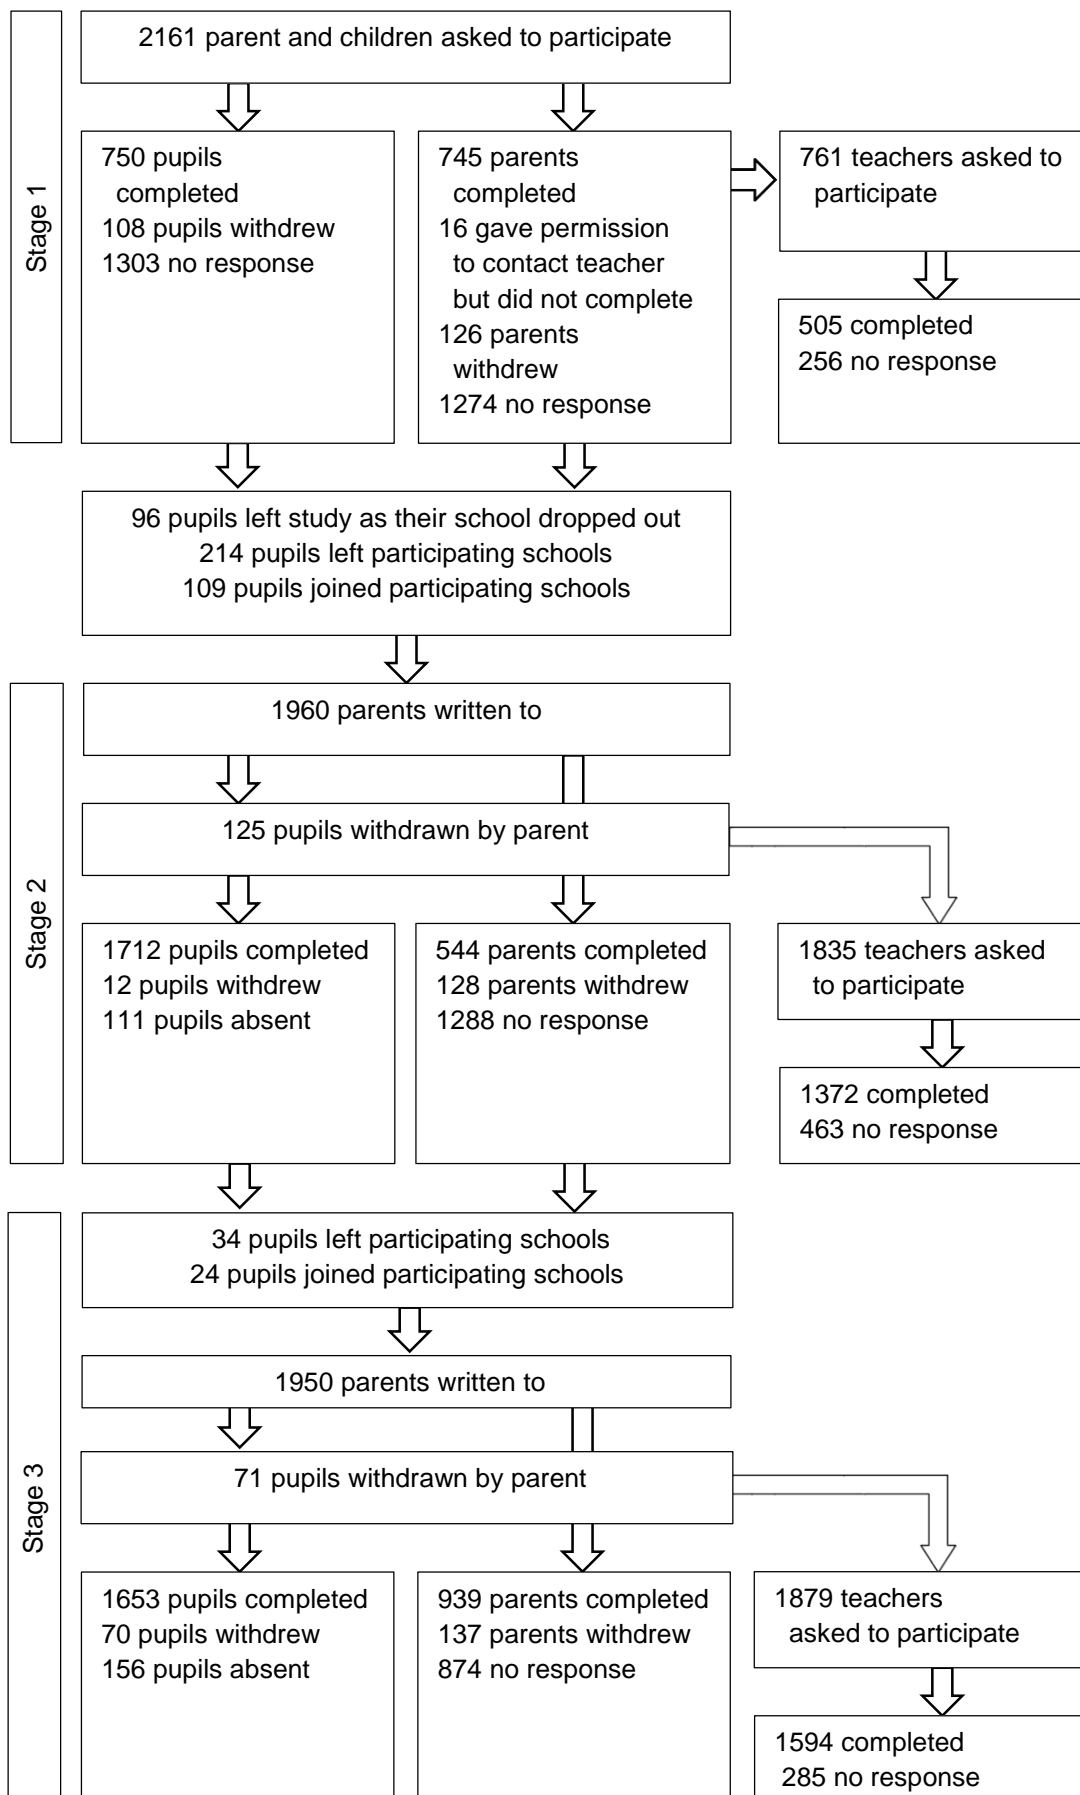 Stage 1
2161 parent and children asked to participate
750 pupils
completed
108 pupils withdrew
1303 no response
745 parents
completed
16 gave permission
to contact teacher
but did not complete
126 parents
withdrew
1274 no response
761 teachers asked to
participate
505 completed
256 no response
96 pupils left study as their school dropped out
214 pupils left participating schools
109 pupils joined participating schools
Stage 2
1960 parents written to
125 pupils withdrawn by parent
1712 pupils completed
12 pupils withdrew
111 pupils absent
544 parents completed
128 parents withdrew
1288 no response
1835 teachers asked
to participate
1372 completed
463 no response
Stage 3
34 pupils left participating schools
24 pupils joined participating schools
1950 parents written to
71 pupils withdrawn by parent
1653 pupils completed
70 pupils withdrew
156 pupils absent
939 parents completed
137 parents withdrew
874 no response
1879 teachers
asked to participate
1594 completed
285 no response